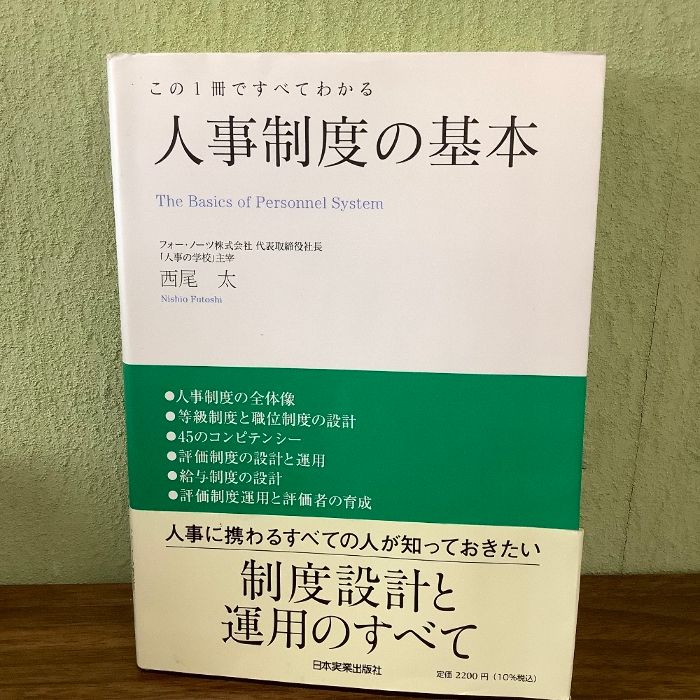 この1冊ですべてわかる
人事制度の基本
The Basics of Personnel System
フォー・ノーツ株式会社 代表取締役社長
「人事の学校」主宰
西尾 太
Nishio Futoshi
●人事制度の全体像
●等級制度と職位制度の設計
●45のコンピテンシー
●評価制度の設計と運用
●給与制度の設計
●評価制度運用と評価者の育成
人事に携わるすべての人が知っておきたい
制度設計と
運用のすべて
日本実業出版社
定価 2200円(10%税込)